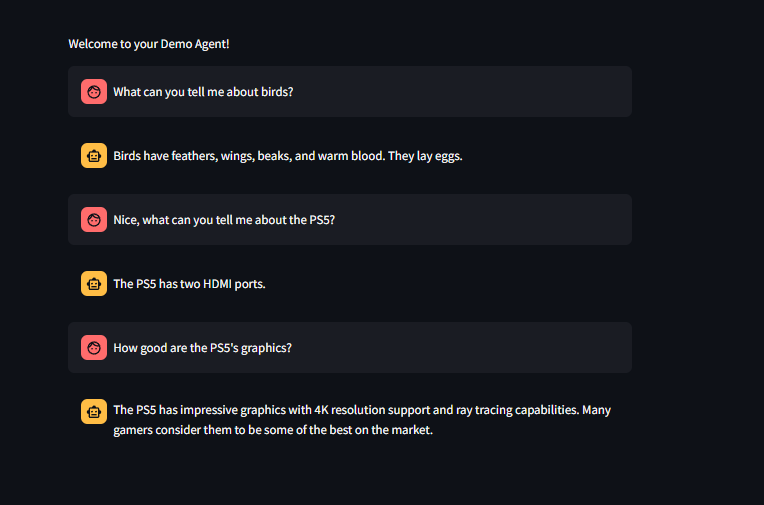 Welcome to your Demo Agent!
What can you tell me about birds?
Birds have feathers, wings, beaks, and warm blood. They lay eggs.
Nice, what can you tell me about the PS5?
The PS5 has two HDMI ports.
How good are the PS5's graphics?
The PS5 has impressive graphics with 4K resolution support and ray tracing capabilities. Many
gamers consider them to be some of the best on the market.